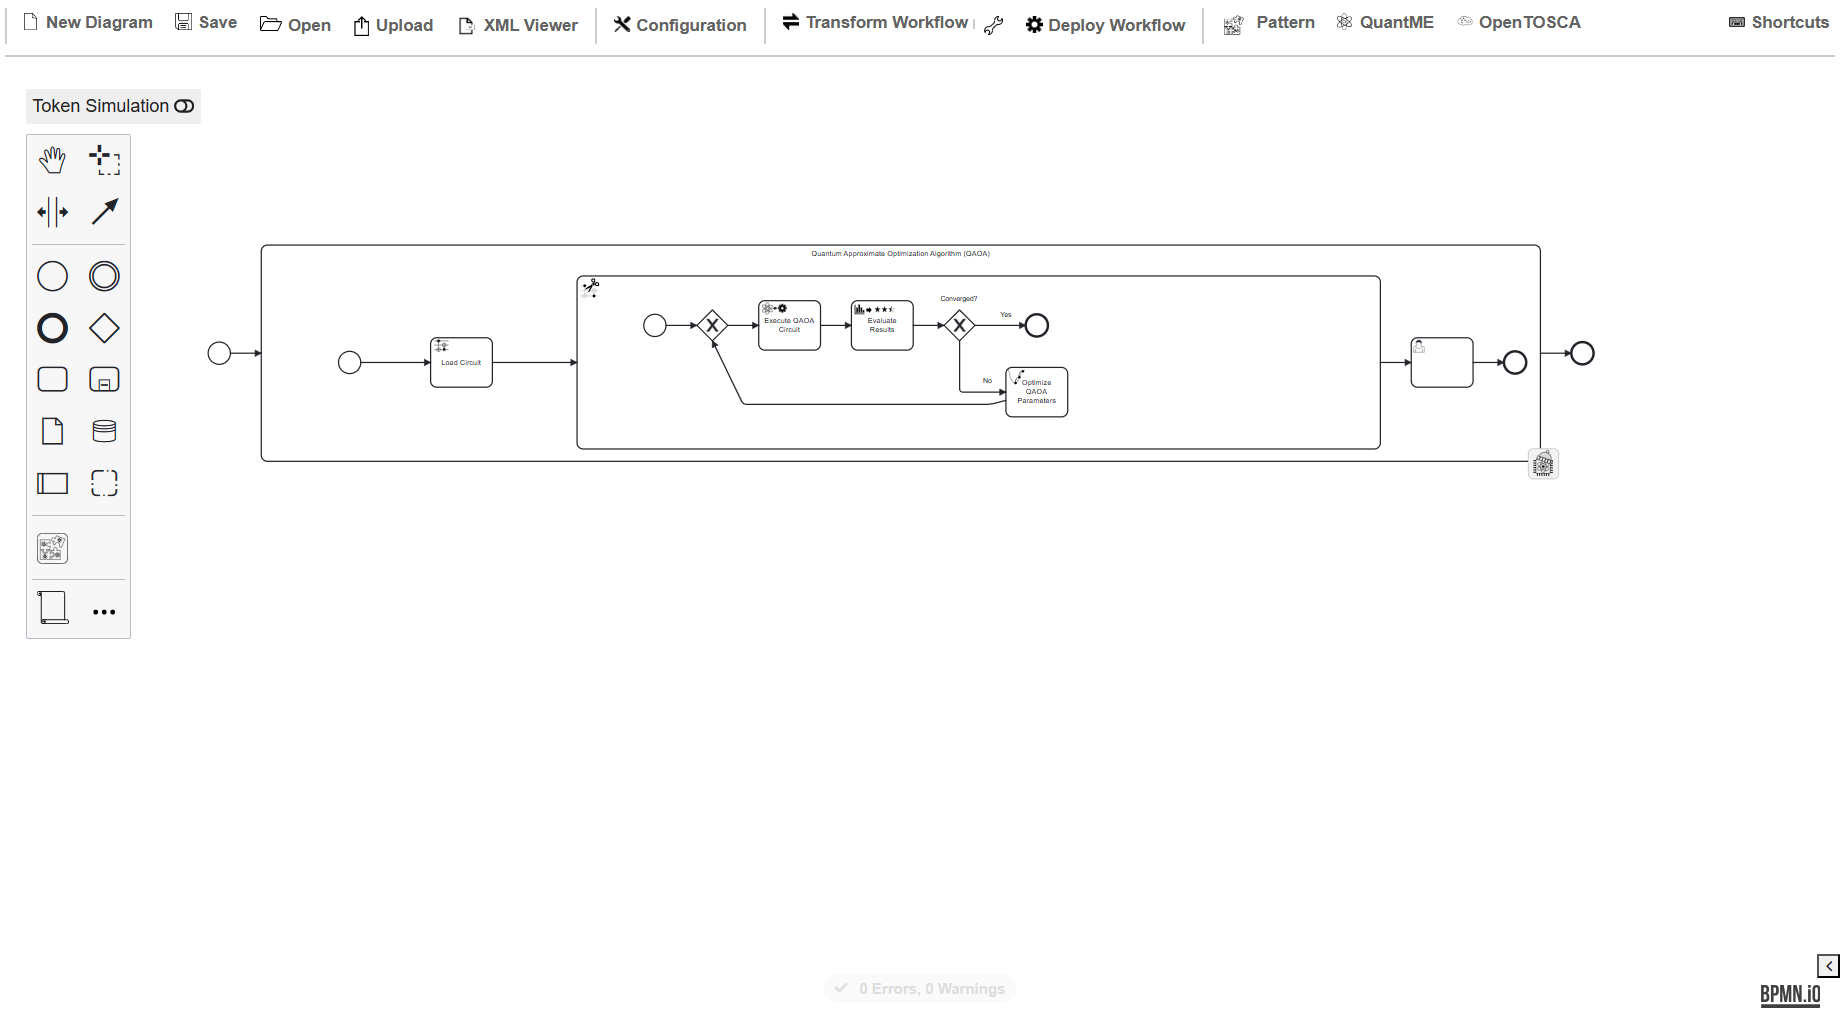 New Diagram
Save
Open
Upload
XML Viewer
Configuration
Transform Workflow
Deploy Workflow
Pattern
QuantME
OpenTOSCA
Shortcuts
Token Simulation
Quantum Approximate Optimization Algorithm (QAOA)
Load Circuit
Execute QAOA
Circuit
Evaluate
Results
Converged?
Yes
No
Optimize
QAOA
Parameters
0 Errors, 0 Warnings
BPMN.iO